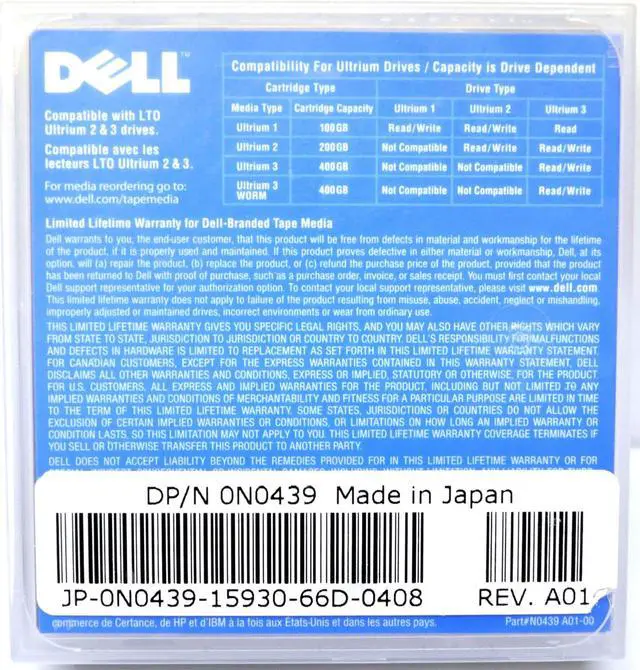 DELL™
Compatible with LTO
Ultrium 2 & 3 drives.
Compatible avec les
lecteurs LTO Ultrium 2 & 3.
For media reordering go to:
www.dell.com/tapemedia
Compatibility For Ultrium Drives / Capacity is Drive Dependent
Cartridge Type Drive Type
Media Type Cartridge Capacity Ultrium 1 Ultrium 2 Ultrium 3
Ultrium 1 100GB Read/Write Read/Write Read
Ultrium 2 200GB Not Compatible Read/Write Read/Write
Ultrium 3 400GB Not Compatible Not Compatible Read/Write
Ultrium 3
WORM 400GB Not Compatible Not Compatible Read/Write
Limited Lifetime Warranty for Dell-Branded Tape Media
Dell warrants to you, the end-user customer, that this product will be free from defects in material and workmanship for the lifetime
of the product, if it is properly used and maintained. If this product proves defective in either material or workmanship, Dell, at its
option, will (a) repair the product, (b) replace the product, or (c) refund the purchase price of the product, provided that the product
has been returned to Dell with proof of purchase, such as a purchase order, invoice, or sales receipt. You must first contact your local
Dell support representative for your authorization option. To contact your local support representative, please visit www.dell.com.
This limited lifetime warranty does not apply to failure of the product resulting from misuse, abuse, accident, neglect or mishandling,
improperly adjusted or maintained drives, incorrect environments or wear from ordinary use.
THIS LIMITED LIFETIME WARRANTY GIVES YOU SPECIFIC LEGAL RIGHTS, AND YOU MAY ALSO HAVE OTHER RIGHTS WHICH VARY
FROM STATE TO STATE, JURISDICTION TO JURISDICTION OR COUNTRY TO COUNTRY. DELL'S RESPONSIBILITY FOR MALFUNCTIONS
AND DEFECTS IN HARDWARE IS LIMITED TO REPLACEMENT AS SET FORTH IN THIS LIMITED LIFETIME WARRANTY STATEMENT.
FOR CANADIAN CUSTOMERS, EXCEPT FOR THE EXPRESS WARRANTIES CONTAINED IN THIS WARRANTY STATEMENT, DELL
DISCLAIMS ALL OTHER WARRANTIES AND CONDITIONS, EXPRESS OR IMPLIED, STATUTORY OR OTHERWISE, FOR THE PRODUCT.
FOR U.S. CUSTOMERS, ALL EXPRESS AND IMPLIED WARRANTIES FOR THE PRODUCT, INCLUDING BUT NOT LIMITED TO ANY
IMPLIED WARRANTIES AND CONDITIONS OF MERCHANTABILITY AND FITNESS FOR A PARTICULAR PURPOSE ARE LIMITED IN TIME
TO THE TERM OF THIS LIMITED WARRANTY. SOME STATES, JURISDICTIONS OR COUNTRIES DO NOT ALLOW THE
EXCLUSION OF CERTAIN IMPLIED WARRANTIES OR CONDITIONS, OR LIMITATIONS ON HOW LONG AN IMPLIED WARRANTY OR
CONDITION LASTS, SO THIS LIMITATION MAY NOT APPLY TO YOU. THIS LIMITED WARRANTY COVERAGE TERMINATES IF
YOU SELL OR OTHERWISE TRANSFER THIS PRODUCT TO ANOTHER PARTY.
DELL DOES NOT ACCEPT LIABILITY BEYOND THE REMEDIES PROVIDED FOR IN THIS LIMITED LIFETIME WARRANTY OR FOR
DP/N 0N0439 Made in Japan
JP-0N0439-15930-66D-0408 REV. A01
commerce de Certance, de HP et d'IBM à la fois aux États-Unis et dans les autres pays. Part#N0439 A01-00